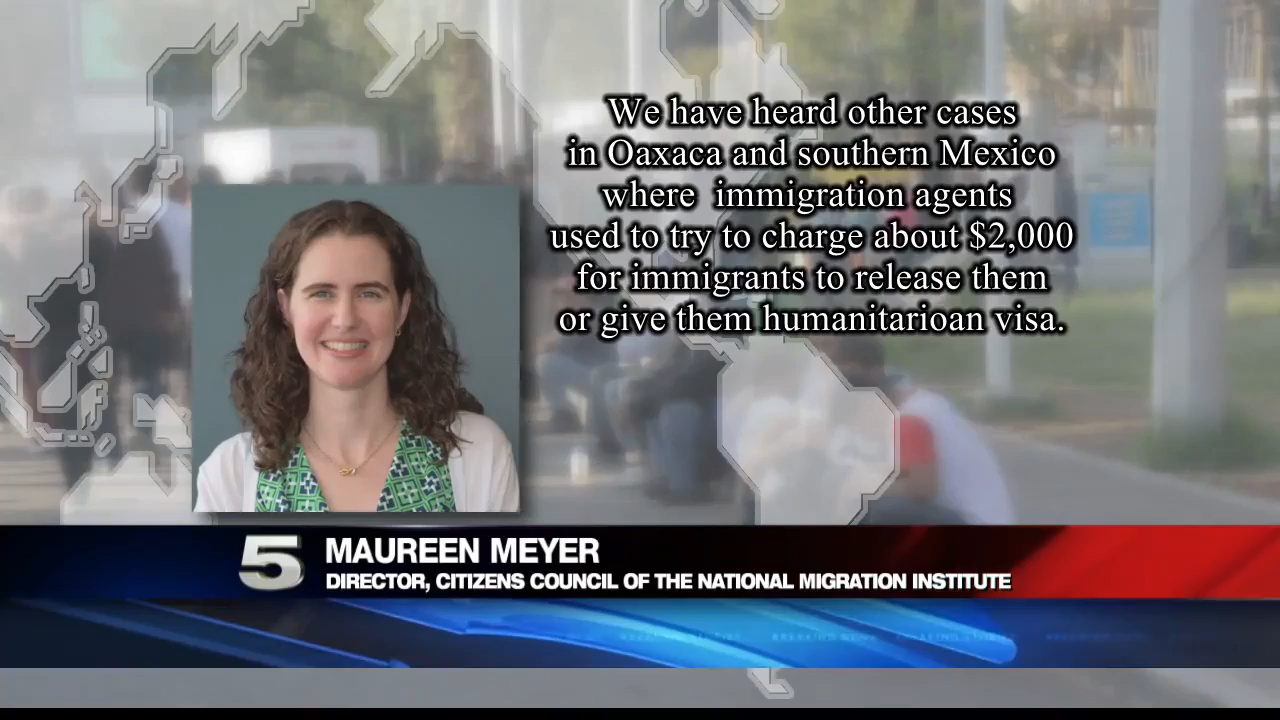 We have heard other cases
in Oaxaca and southern Mexico
where immigration agents
used to try to charge about $2,000
for immigrants to release them
or give them humanitarioan visa.
5
MAUREEN MEYER
DIRECTOR, CITIZENS COUNCIL OF THE NATIONAL MIGRATION INSTITUTE